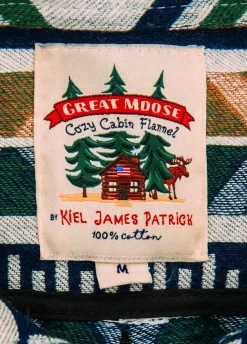 GREAT MOOSE
Cozy Cabin Flannel
BY KIEL JAMES PATRICK
100% cotton
M